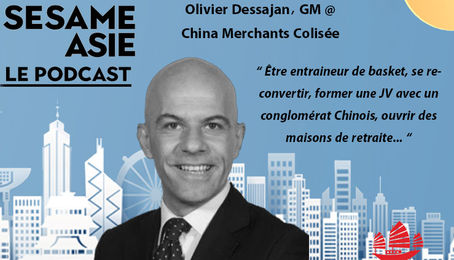 SESAME
ASIE
LE PODCAST
Olivier Dessajan, GM @
China Merchants Colisée
“ Être entraineur de basket, se re-
convertir, former une JV avec un
conglomérat Chinois, ouvrir des
maisons de retraite... “